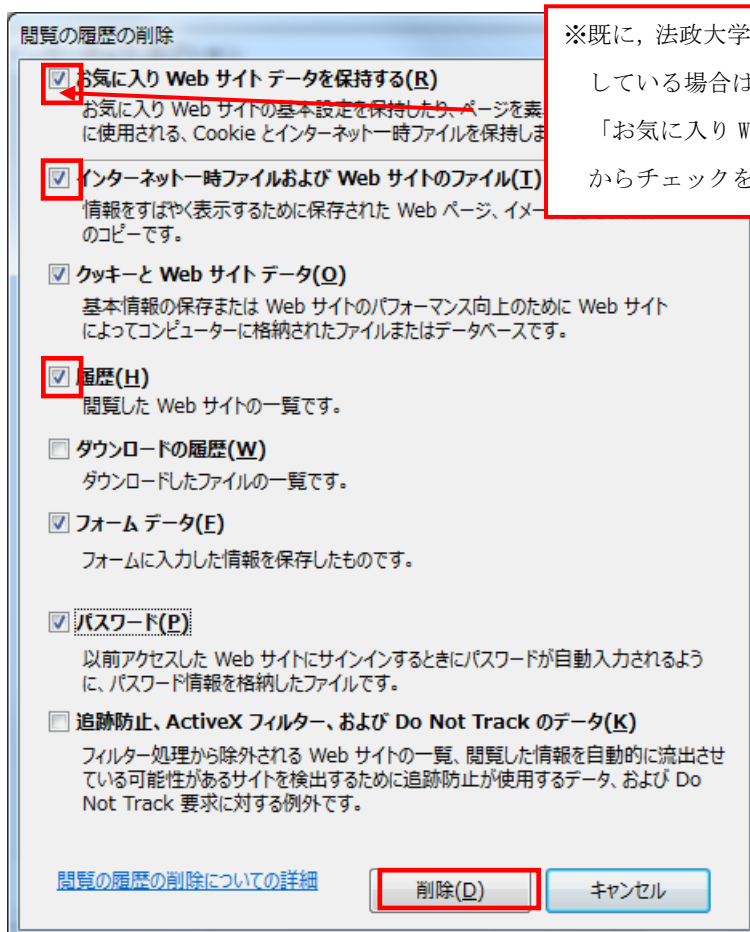 閲覧の履歴の削除
※既に, 法政大学
している場合は
「お気に入り W
からチェックを
お気に入り Web サイト データを保持する(R)
お気に入り Web サイトの基本設定を保持したり、ページを素
に使用される、Cookie とインターネット一時ファイルを保持しま
インターネット一時ファイルおよび Web サイトのファイル(T)
情報をすばやく表示するために保存された Web ページ、イメー
のコピーです。
クッキーと Web サイト データ(O)
基本情報の保存または Web サイトのパフォーマンス向上のために Web サイト
によってコンピューターに格納されたファイルまたはデータベースです。
履歴(H)
閲覧した Web サイトの一覧です。
ダウンロードの履歴(W)
ダウンロードしたファイルの一覧です。
フォーム データ(F)
フォームに入力した情報を保存したものです。
パスワード(P)
以前アクセスした Web サイトにサインインするときにパスワードが自動入力されるよう
に、パスワード情報を格納したファイルです。
追跡防止、ActiveX フィルター、および Do Not Track のデータ(K)
フィルター処理から除外される Web サイトの一覧、閲覧した情報を自動的に流出させ
ている可能性があるサイトを検出するために追跡防止が使用するデータ、および Do
Not Track 要求に対する例外です。
閲覧の履歴の削除についての詳細
削除(D)
キャンセル